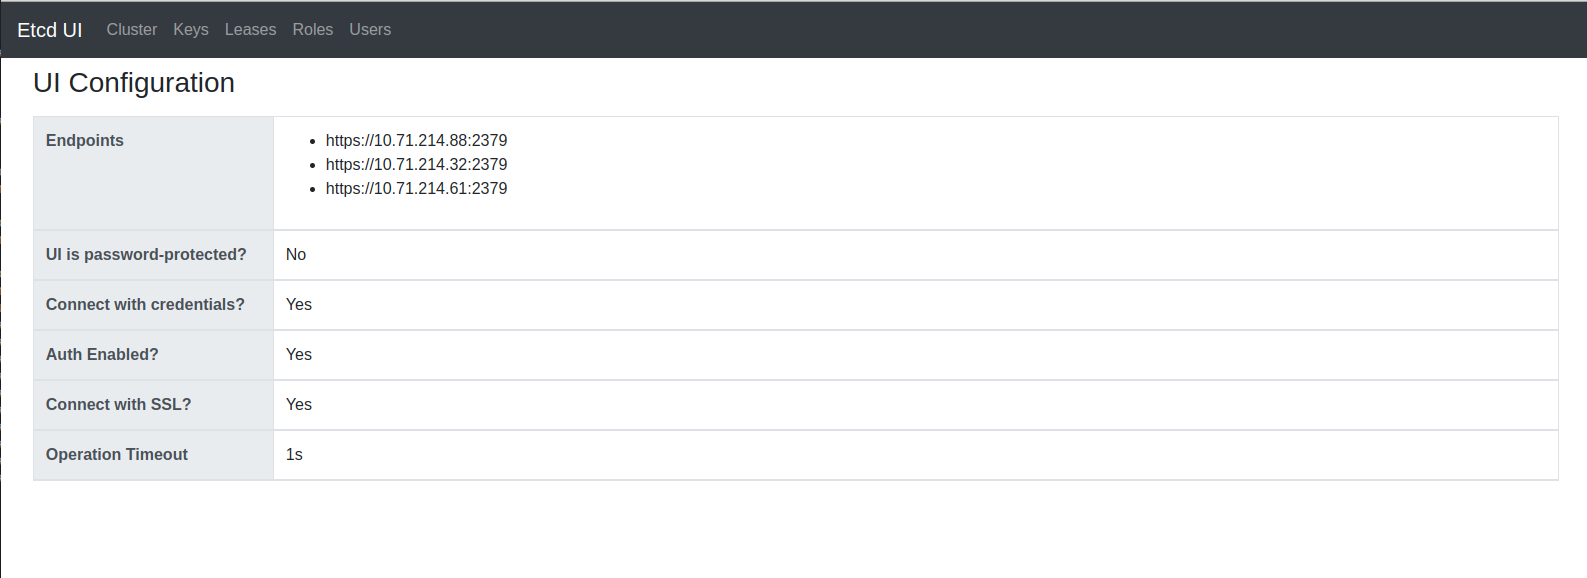 Etcd UI Cluster Keys Leases Roles Users
UI Configuration
Endpoints
https://10.71.214.88:2379
https://10.71.214.32:2379
https://10.71.214.61:2379
UI is password-protected? No
Connect with credentials? Yes
Auth Enabled? Yes
Connect with SSL? Yes
Operation Timeout 1s